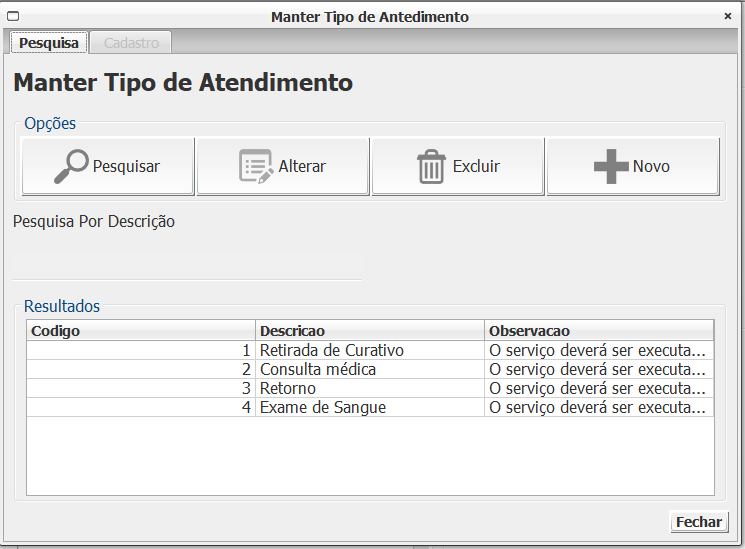 Manter Tipo de Antedimento
Pesquisa Cadastro
Manter Tipo de Atendimento
Opções
Pesquisar Alterar Excluir Novo
Pesquisa Por Descrição
Resultados
Codigo Descricao Observacao
1 Retirada de Curativo O serviço deverá ser executa...
2 Consulta médica O serviço deverá ser executa...
3 Retorno O serviço deverá ser executa...
4 Exame de Sangue O serviço deverá ser executa...
Fechar